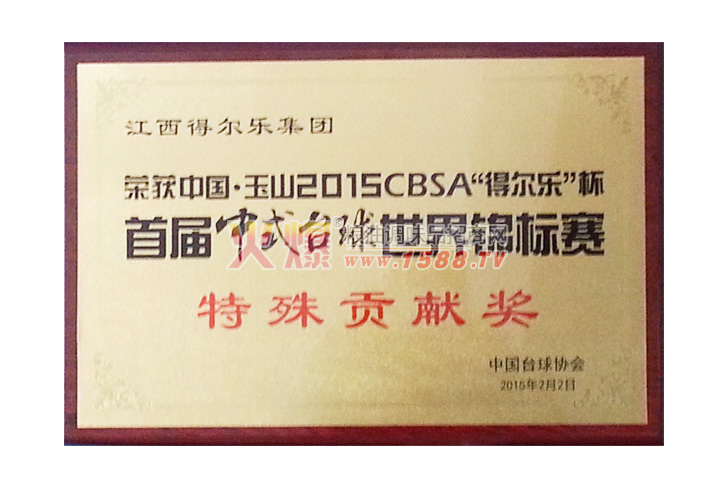 江西得尔乐集团
荣获中国·玉山2015CBSA“得尔乐”杯
首届中式台球世界锦标赛
火爆
www.1588.TV
特殊贡献奖
中国台球协会
2015年2月2日